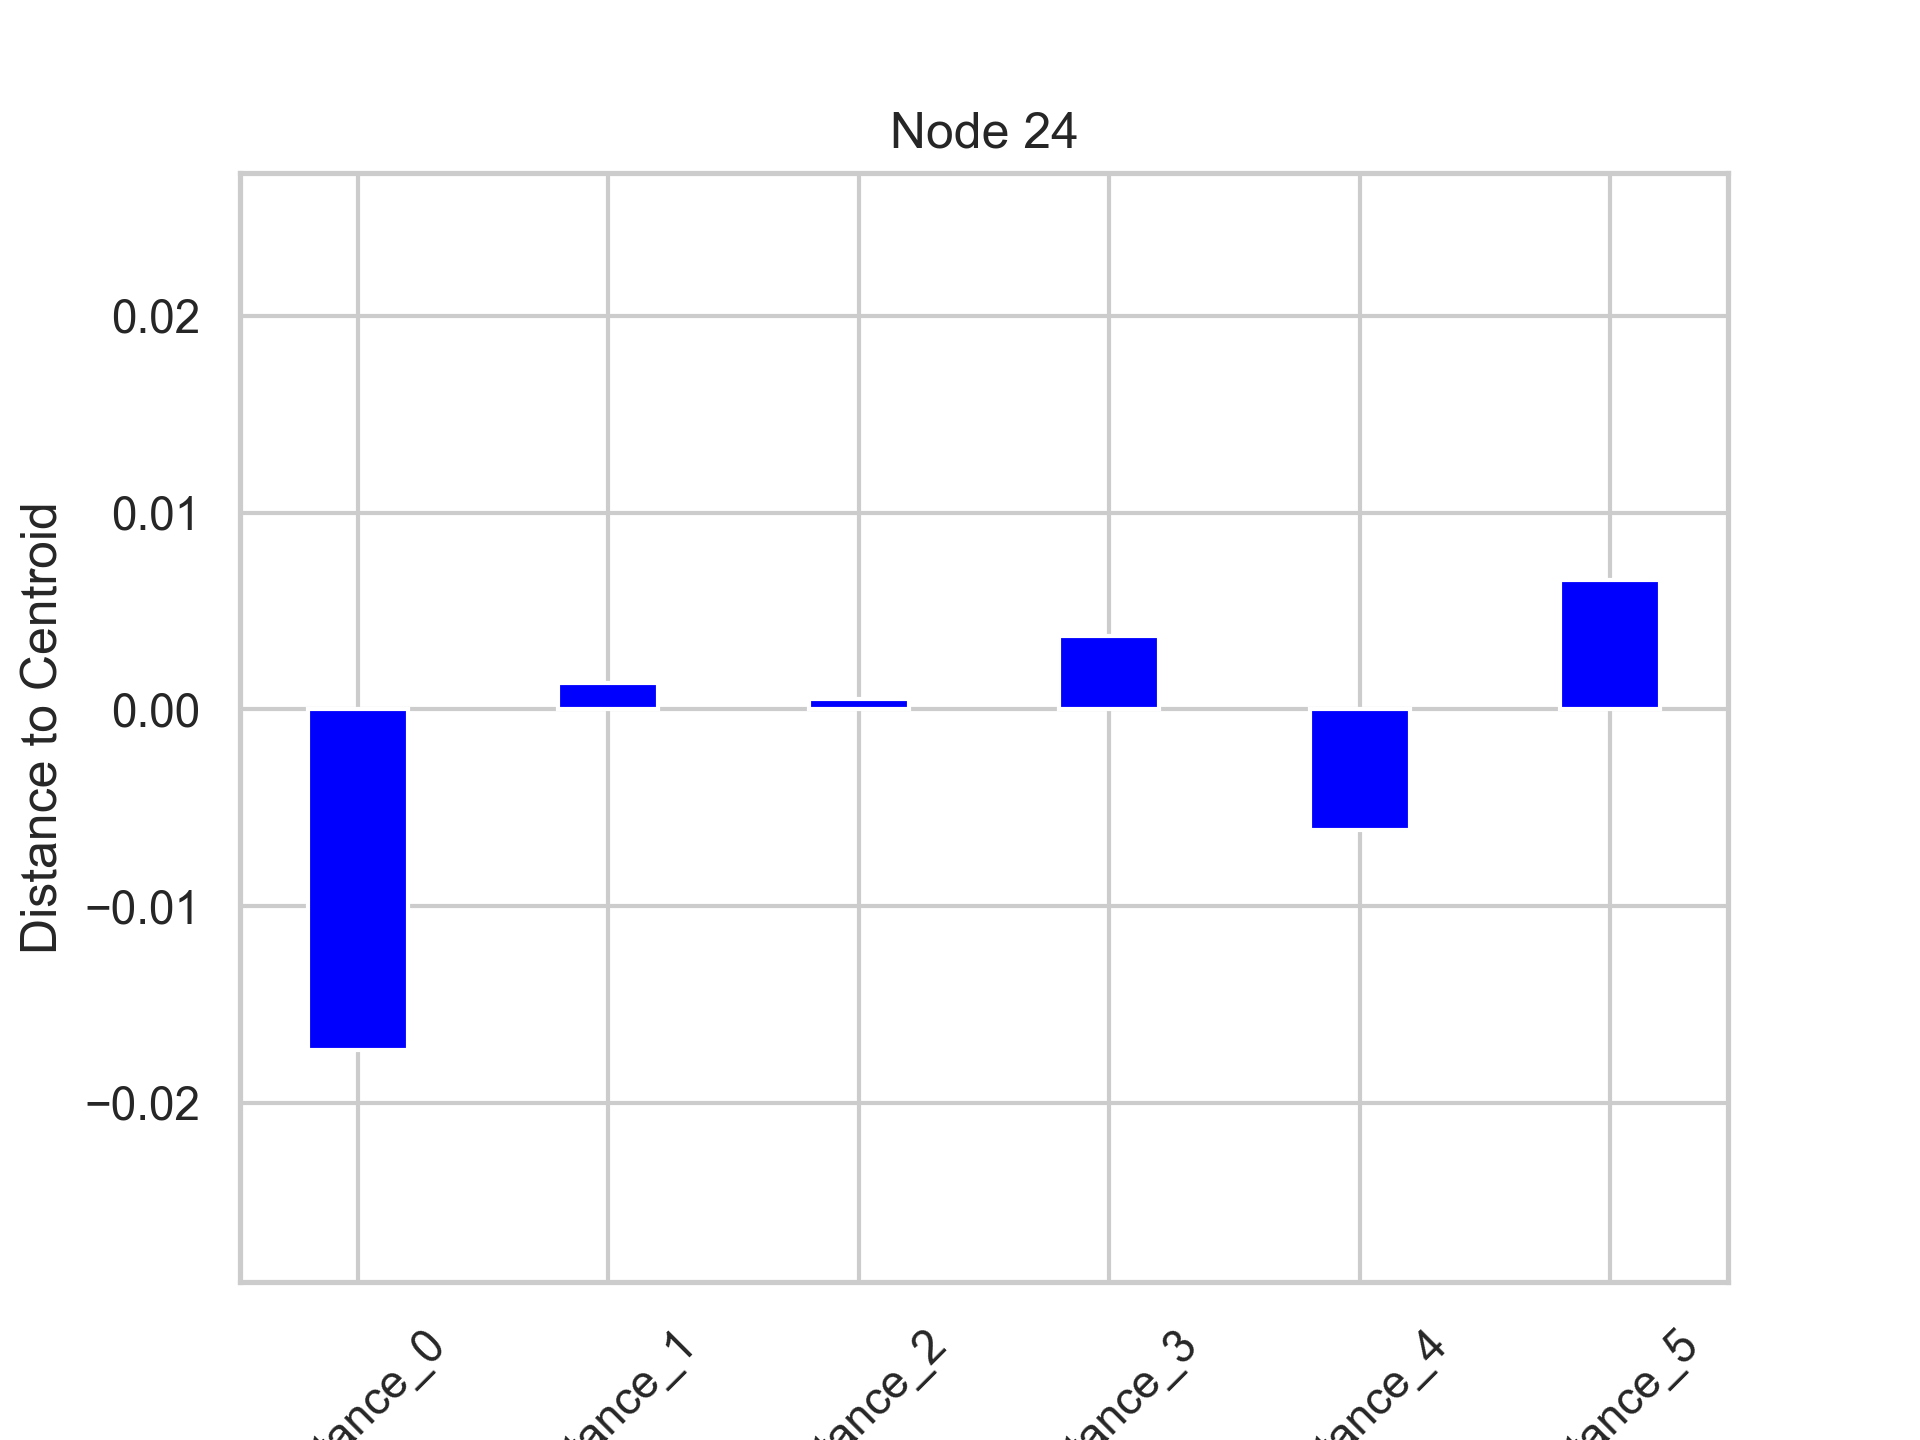 Node 24
Distance to Centroid
0.02
0.01
0.00
−0.01
−0.02
tance_0
tance_1
tance_2
tance_3
tance_4
tance_5